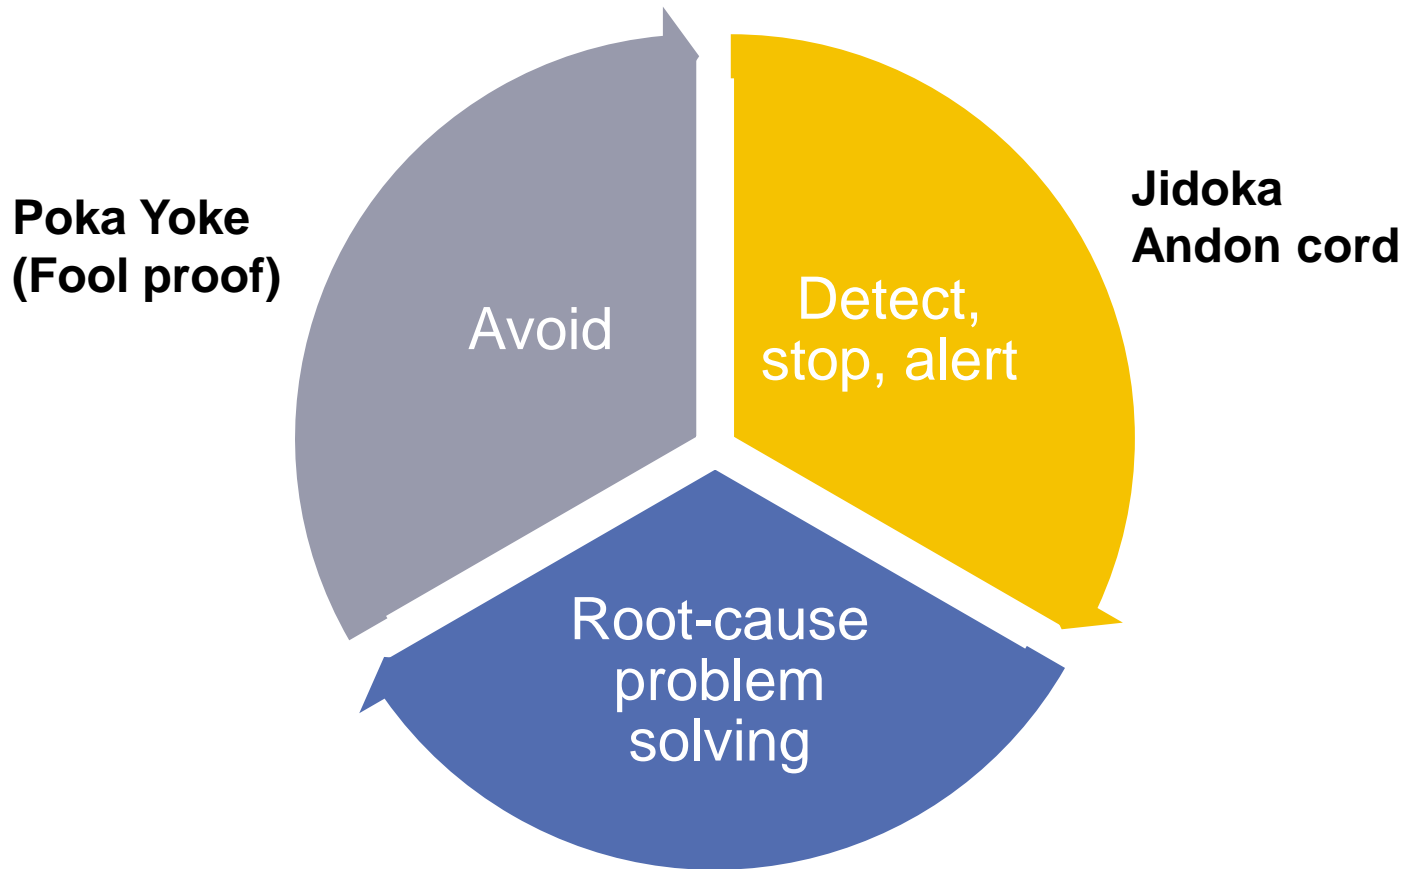 Poka Yoke
(Fool proof)
Avoid
Detect,
stop, alert
Jidoka
Andon cord
Root-cause
problem
solving